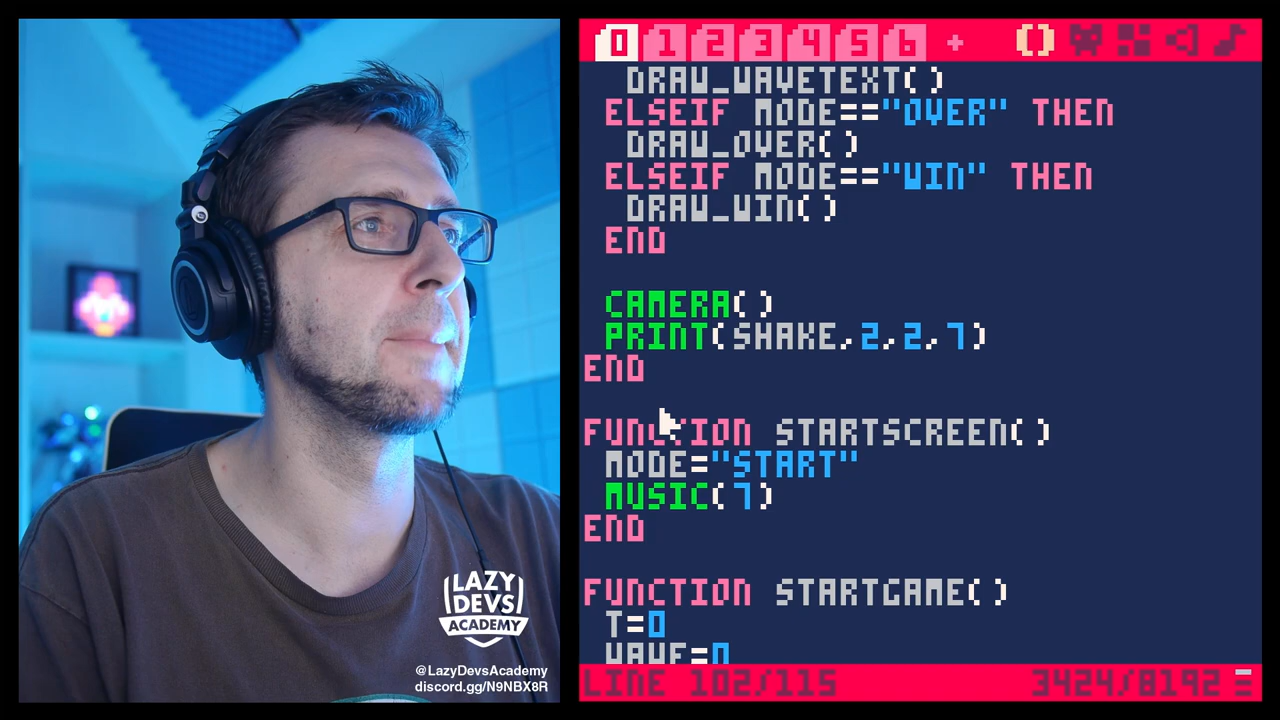 LAZY
DEVS
ACADEMY
@LazyDevsAcademy
discord.gg/N9NBX8R
0 1 2 3 4 5 6 + ()
DRAW_WAVETEXT()
ELSEIF MODE=="OVER" THEN
DRAW_OVER()
ELSEIF MODE=="WIN" THEN
DRAW_WIN()
END
CAMERA()
PRINT(SHAKE,2,2,7)
END
FUNCTION STARTSCREEN()
MODE="START"
MUSIC(7)
END
FUNCTION STARTGAME()
T=0
WAVE=0
LINE 102/115
3424/8192